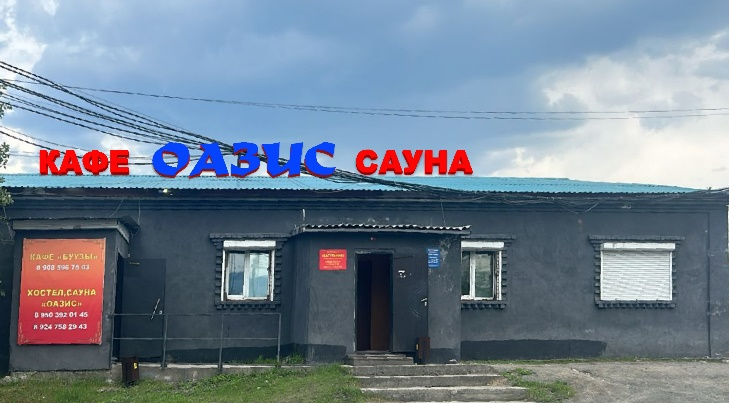 КАФЕ ОАЗИС САУНА
КАФЕ «БУУЗЫ»
8 908 596 75 03
ХОСТЕЛ,САУНА
«ОАЗИС»
8 950 392 01 45
8 924 758 29 43